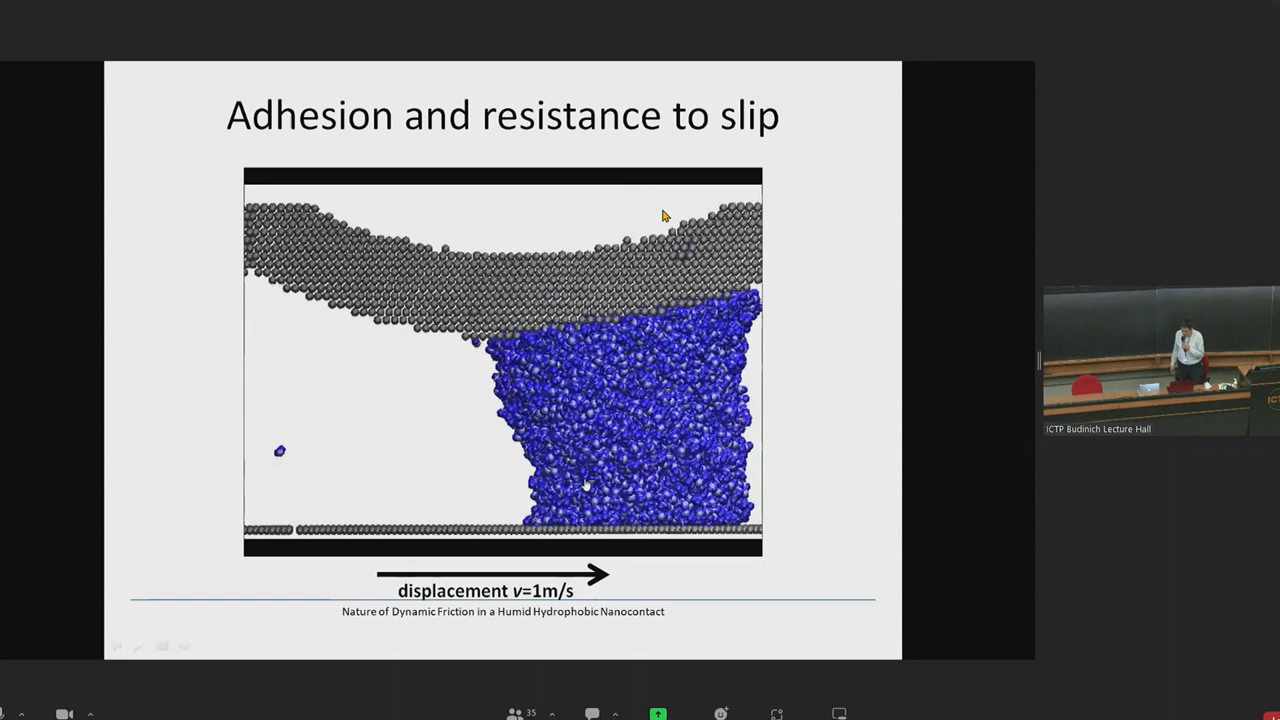 Adhesion and resistance to slip
displacement v=1m/s
Nature of Dynamic Friction in a Humid Hydrophobic Nanocontact
ICTP Budinich Lecture Hall
35